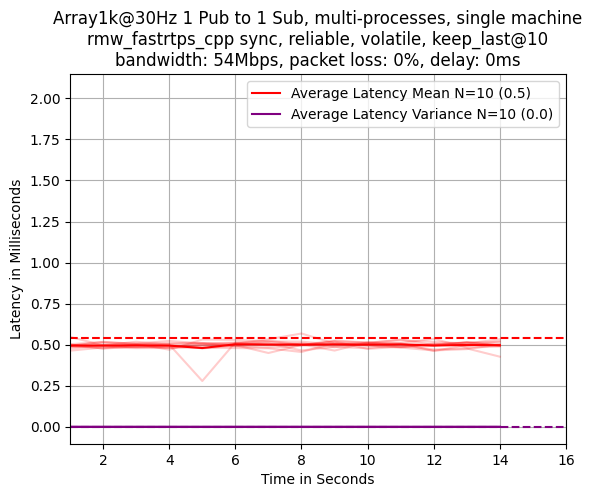 Array1k@30Hz 1 Pub to 1 Sub, multi-processes, single machine
rmw_fastrtps_cpp sync, reliable, volatile, keep_last@10
bandwidth: 54Mbps, packet loss: 0%, delay: 0ms
Average Latency Mean N=10 (0.5)
Average Latency Variance N=10 (0.0)
Latency in Milliseconds
2.00
1.75
1.50
1.25
1.00
0.75
0.50
0.25
0.00
2 4 6 8 10 12 14 16
Time in Seconds